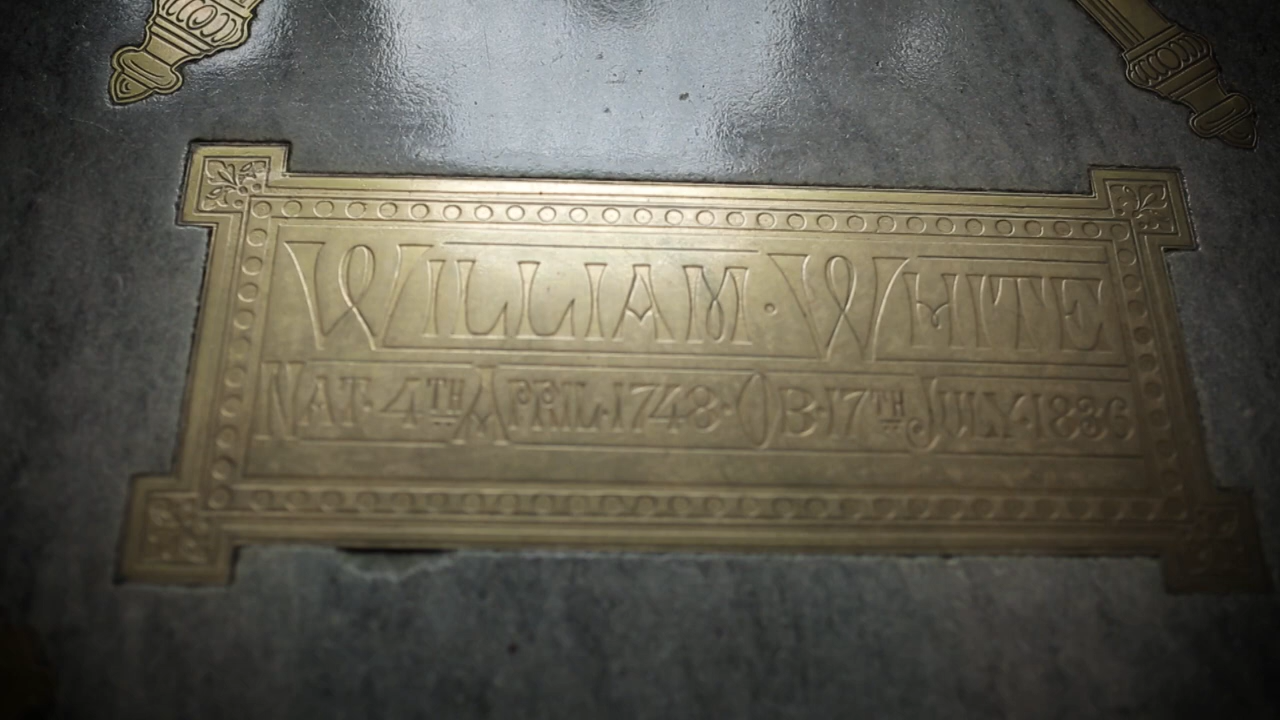 WILLIAM · WHITE
NAT · 4TH APRIL · 1748 · OB · 17TH JULY · 1836